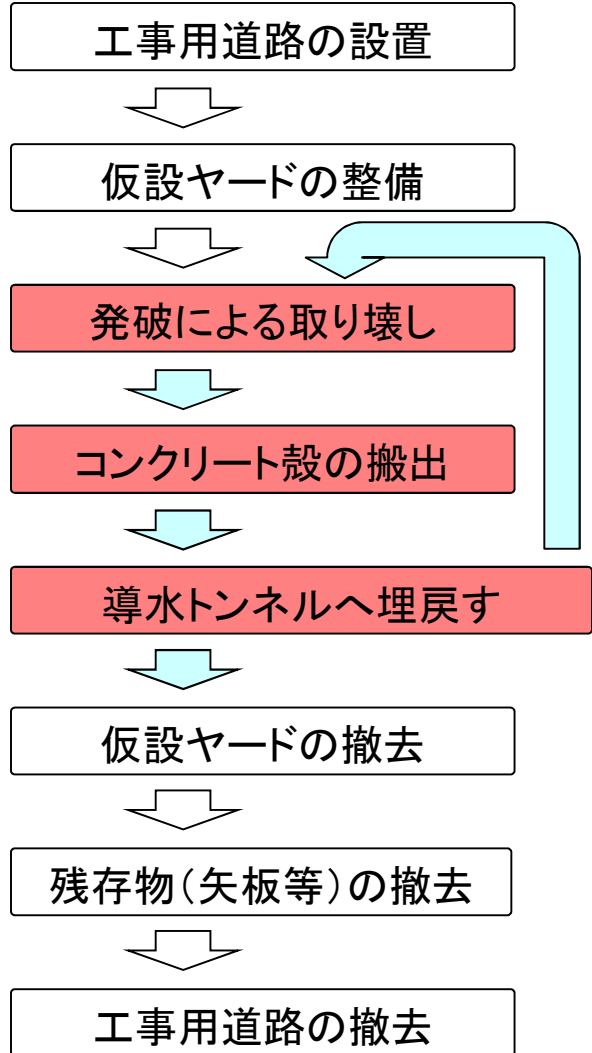 工事用道路の設置
仮設ヤードの整備
発破による取り壊し
コンクリート殻の搬出
導水トンネルへ埋戻す
仮設ヤードの撤去
残存物(矢板等)の撤去
工事用道路の撤去